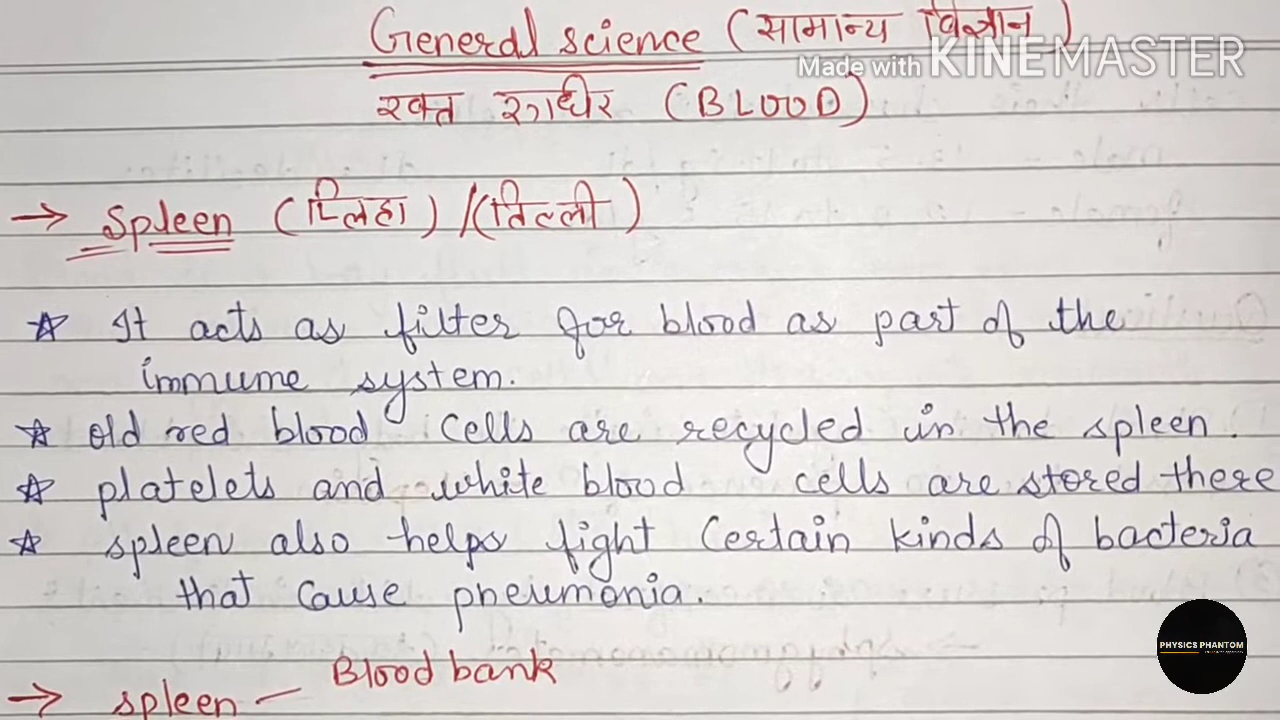 General science (सामान्य विज्ञान)
Made with KINEMASTER
रक्त (BLOOD)
→ Spleen (प्लिहा) / (तिल्ली)
☆ It acts as filter for blood as part of the
immume system.
☆ old red blood cells are recycled in the spleen.
☆ platelets and white blood cells are stored there
☆ spleen also helps fight certain kinds of bacteria
that cause pneumonia.
Blood bank
→ spleen —
PHYSICS PHANTOM